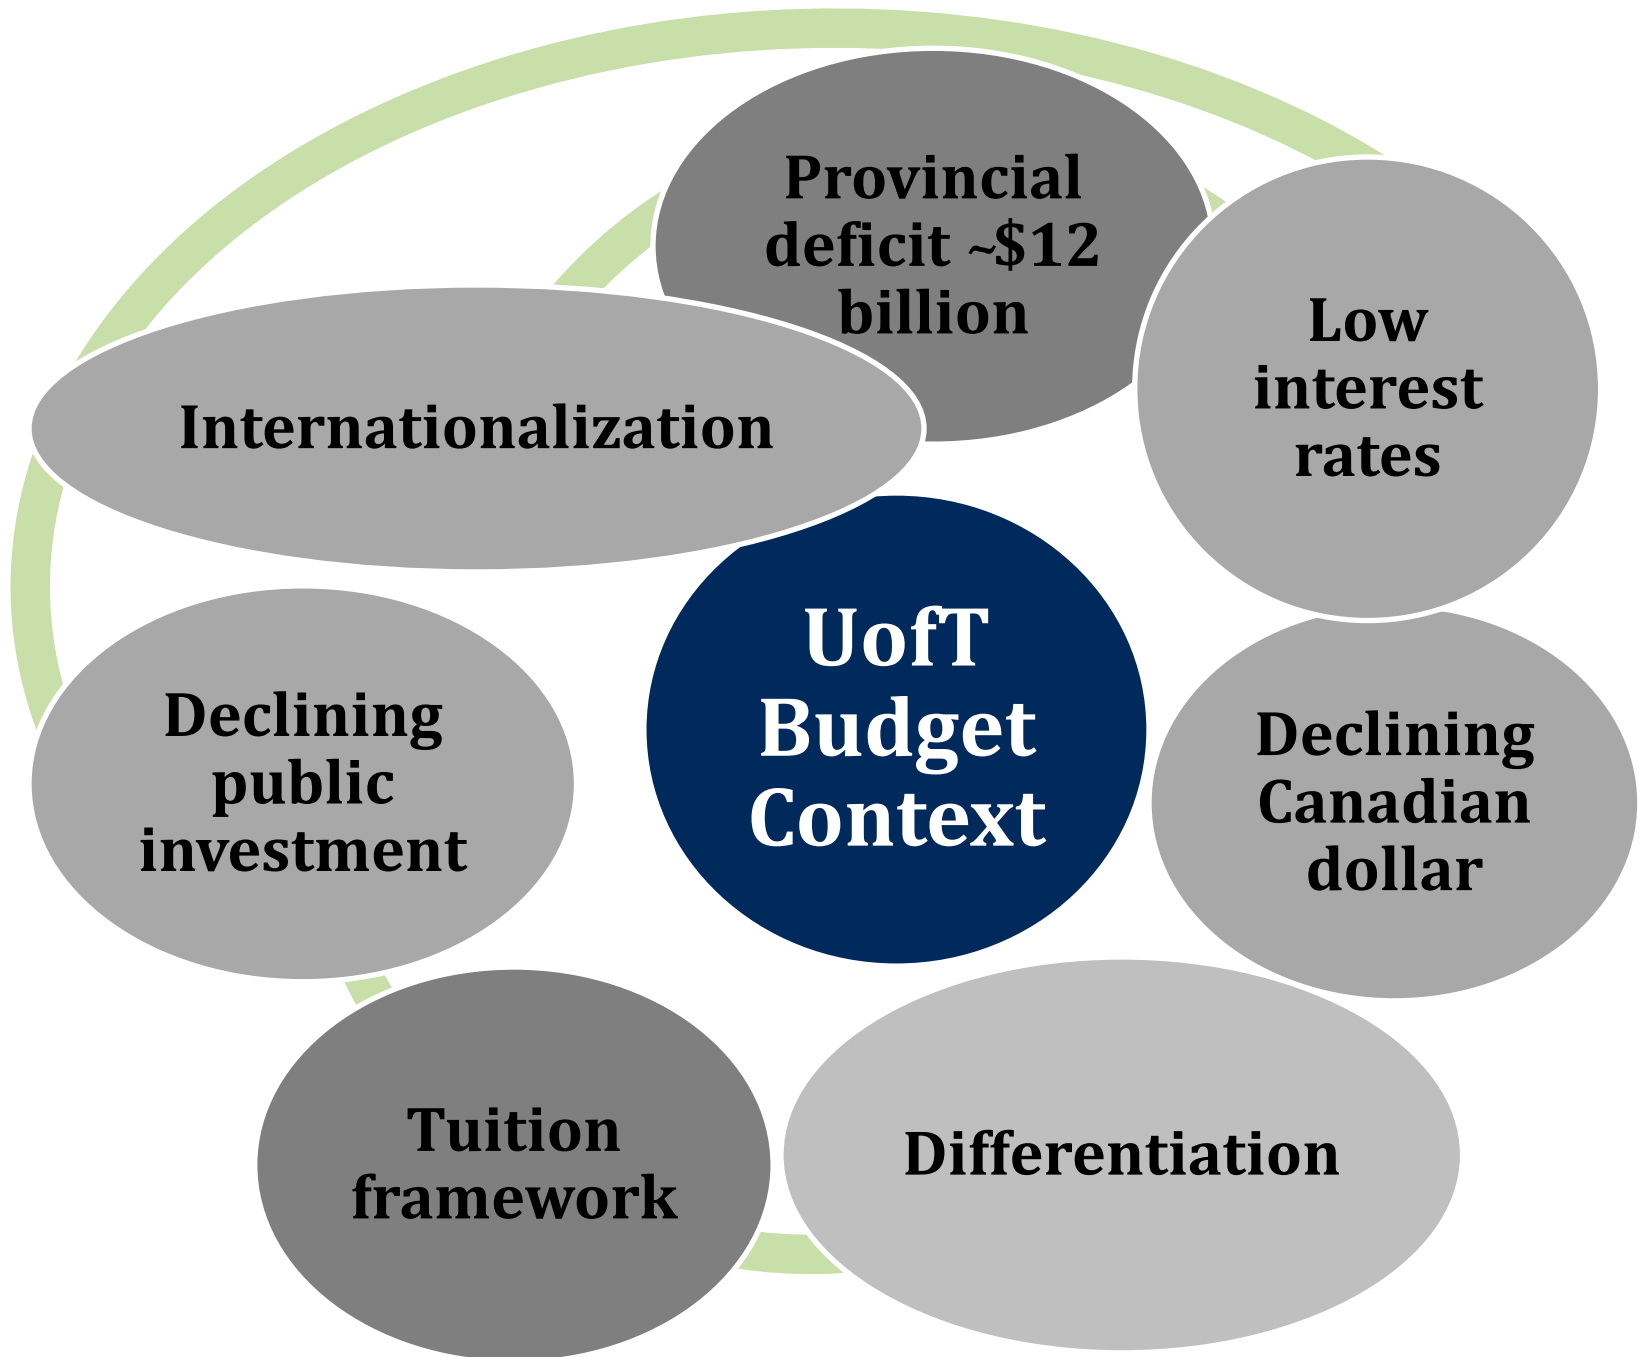 Provincial
deficit ~$12
billion
Low
interest
rates
Internationalization
UofT
Budget
Context
Declining
public
investment
Declining
Canadian
dollar
Tuition
framework
Differentiation